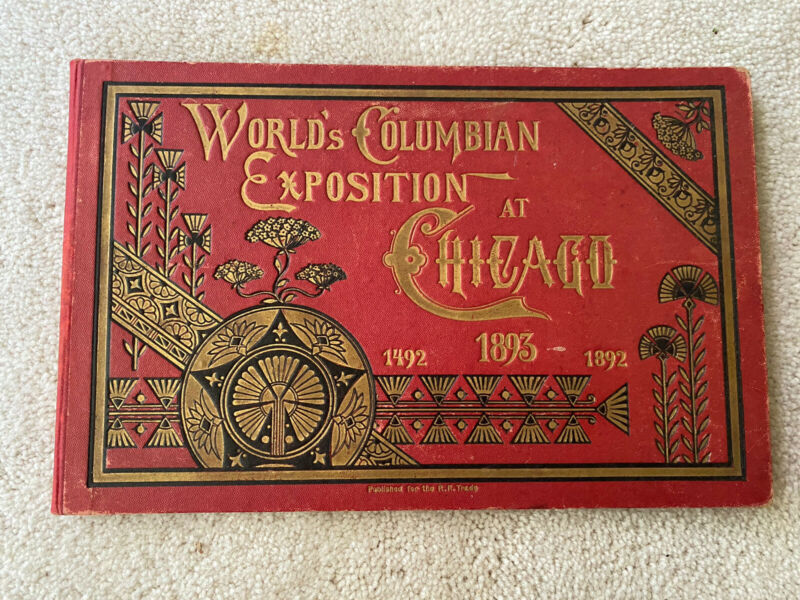 World's Columbian
Exposition
at
Chicago
1492 1893 - 1892
Published for the R.R. Trade